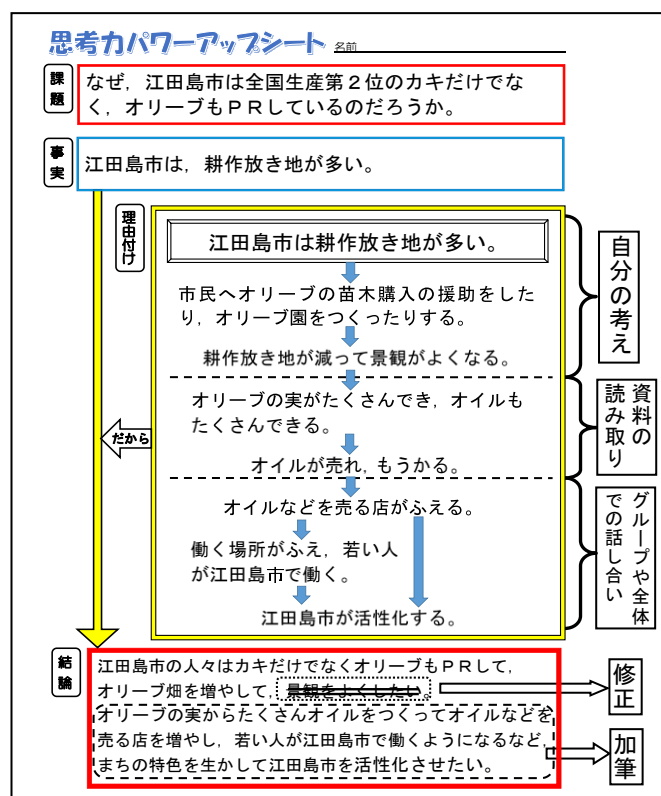 思考力パワーアップシート 名前
課題
なぜ，江田島市は全国生産第２位のカキだけでな
く，オリーブもＰＲしているのだろうか。
事実
江田島市は，耕作放き地が多い。
理由付け
江田島市は耕作放き地が多い。
市民へオリーブの苗木購入の援助をした
り，オリーブ園をつくったりする。
耕作放き地が減って景観がよくなる。
自分の考え
オリーブの実がたくさんでき，オイルも
たくさんできる。
オイルが売れ，もうかる。
資料の
読み取り
だから
オイルなどを売る店がふえる。
働く場所がふえ，若い人
が江田島市で働く。
江田島市が活性化する。
グループや全体
での話し合い
結論
江田島市の人々はカキだけでなくオリーブもＰＲして，
オリーブ畑を増やして，景観をよくしたい。
修正
オリーブの実からたくさんオイルをつくってオイルなどを
売る店を増やし，若い人が江田島市で働くようになるなど，
まちの特色を生かして江田島市を活性化させたい。
加筆